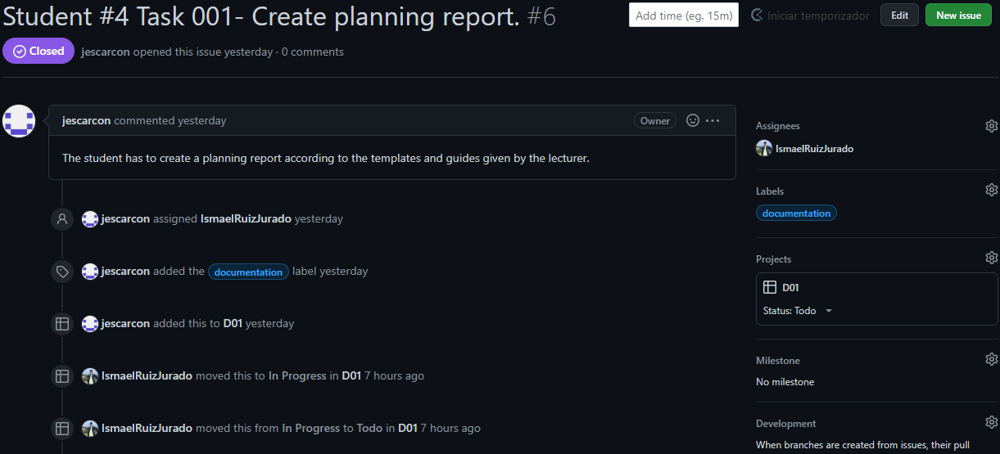 Student #4 Task 001- Create planning report. #6
Add time (eg. 15m)
Iniciar temporizador
Edit
New issue
Closed
jescarcon opened this issue yesterday · 0 comments
jescarcon commented yesterday
Owner
The student has to create a planning report according to the templates and guides given by the lecturer.
jescarcon assigned IsmaelRuizJurado yesterday
jescarcon added the documentation label yesterday
jescarcon added this to D01 yesterday
IsmaelRuizJurado moved this to In Progress in D01 7 hours ago
IsmaelRuizJurado moved this from In Progress to Todo in D01 7 hours ago
Assignees
IsmaelRuizJurado
Labels
documentation
Projects
D01
Status: Todo
Milestone
No milestone
Development
When branches are created from issues, their pull